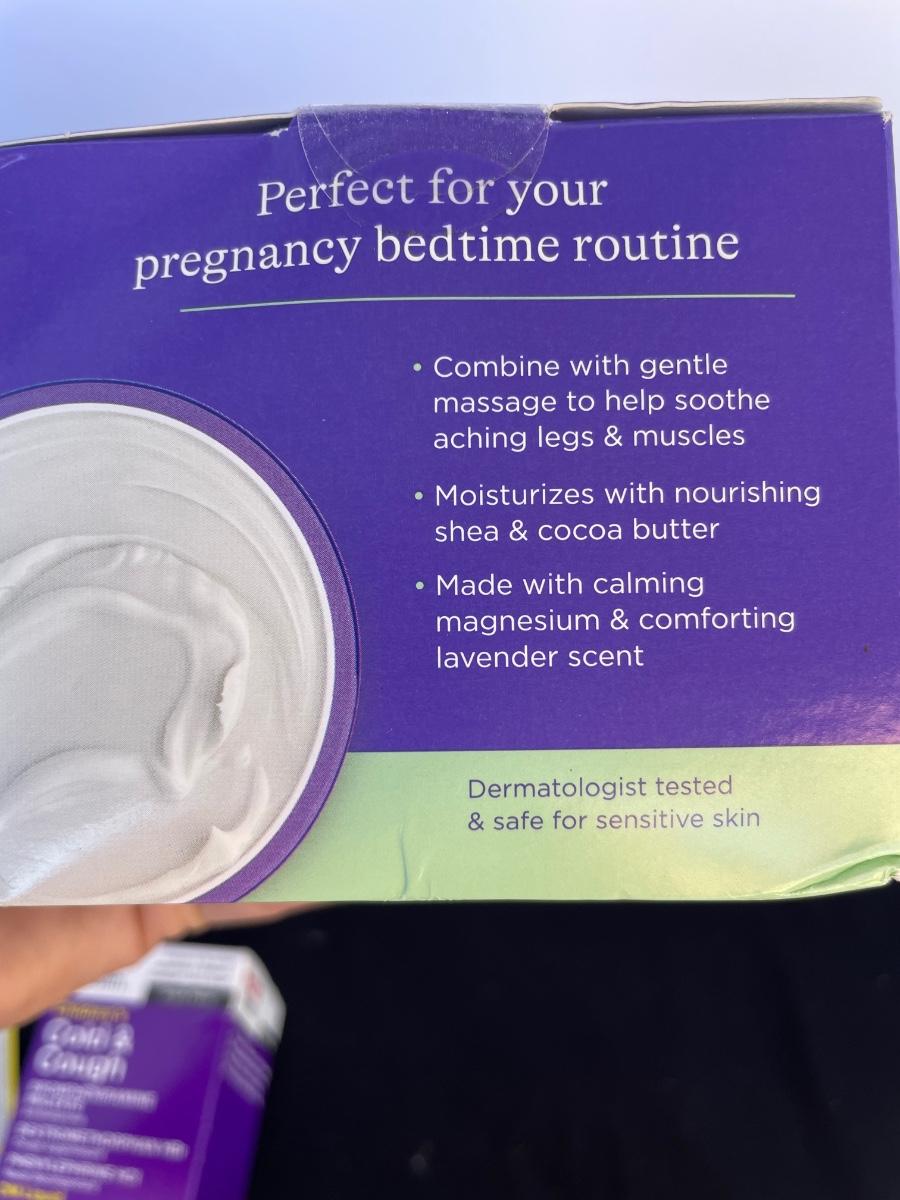 Perfect for your
pregnancy bedtime routine
• Combine with gentle
massage to help soothe
aching legs & muscles
• Moisturizes with nourishing
shea & cocoa butter
• Made with calming
magnesium & comforting
lavender scent
Dermatologist tested
& safe for sensitive skin
Cold &
Cough